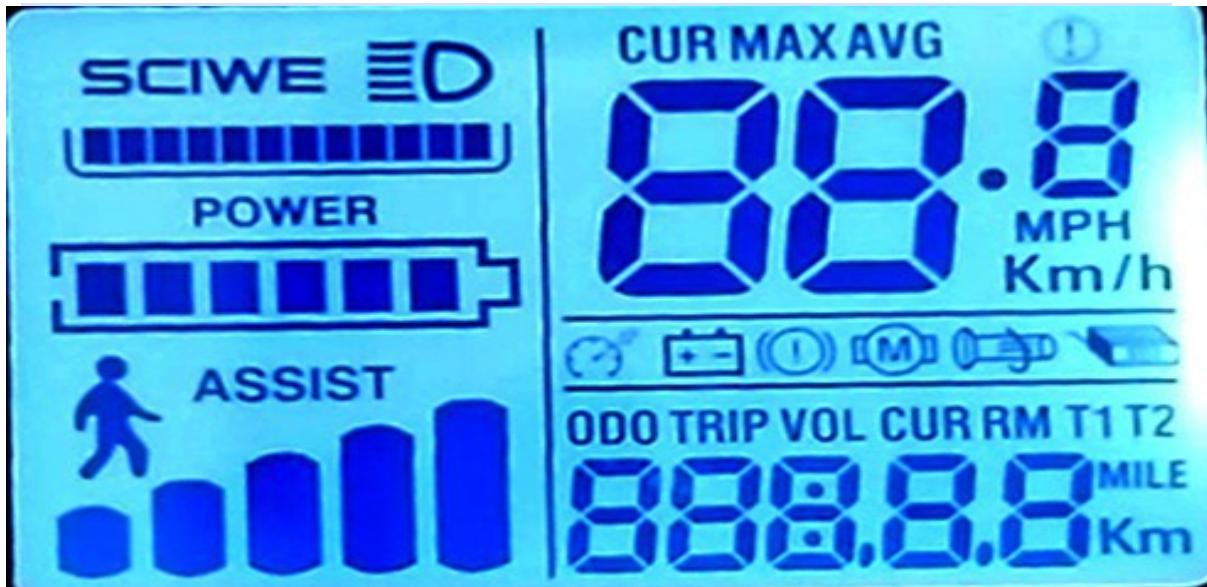 SCIWE
POWER
ASSIST
CUR MAX AVG
!
88.8
MPH
Km/h
+ -
!
M
ODO TRIP VOL CUR RM T1 T2
888:8.8.8
MILE
Km